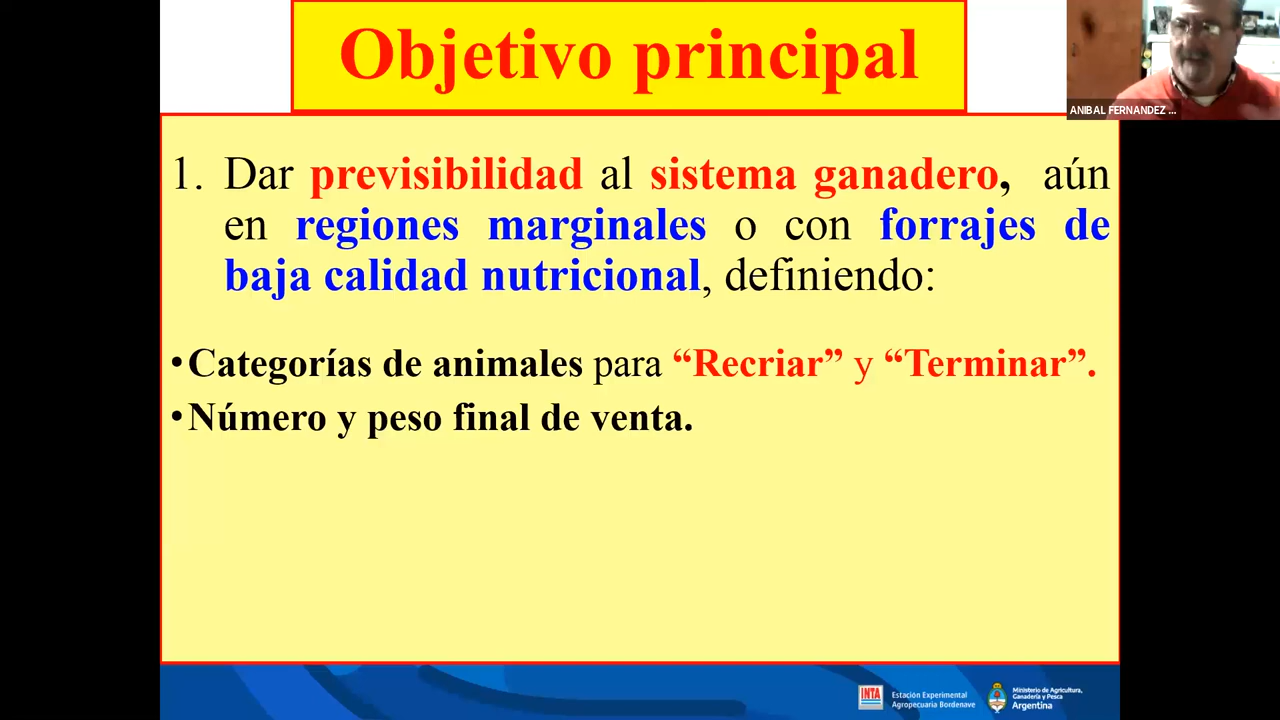 Objetivo principal
ANIBAL FERNANDEZ ...
1. Dar previsibilidad al sistema ganadero, aún
en regiones marginales o con forrajes de
baja calidad nutricional, definiendo:
•Categorías de animales para “Recriar” y “Terminar”.
•Número y peso final de venta.
INTA
Estación Experimental
Agropecuaria Bordenave
Ministerio de Agricultura,
Ganadería y Pesca
Argentina